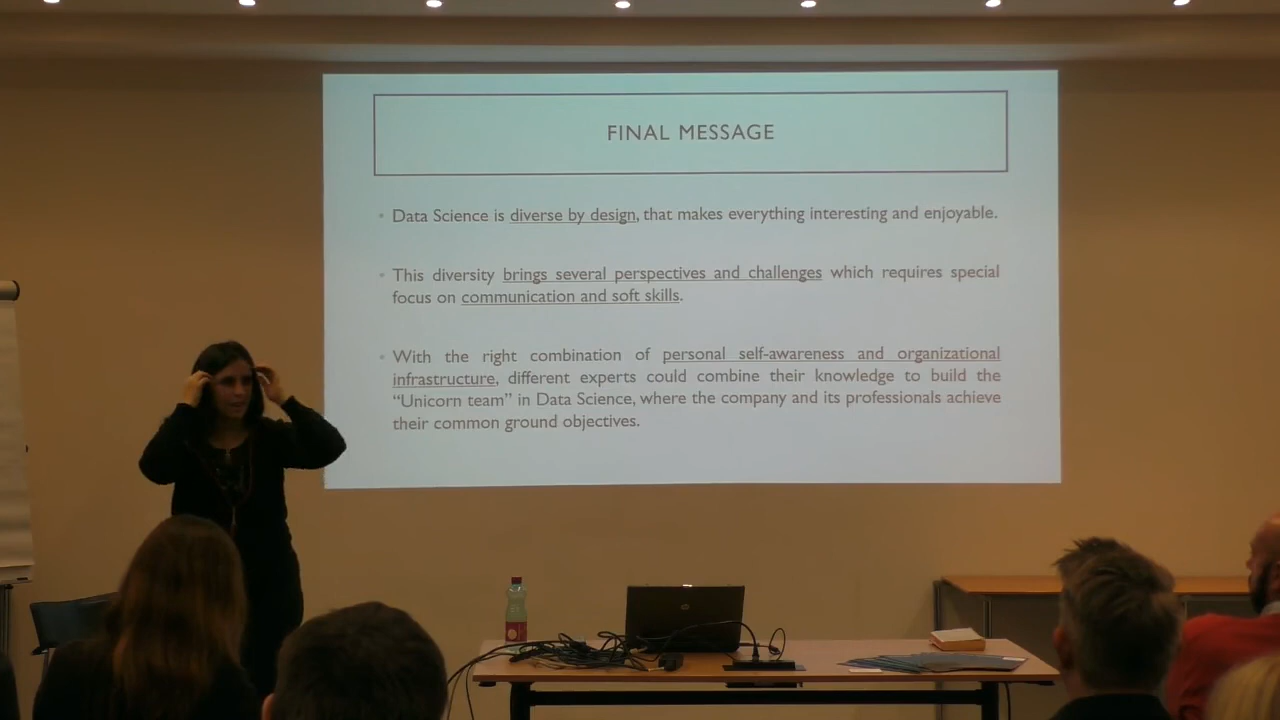 FINAL MESSAGE
• Data Science is diverse by design, that makes everything interesting and enjoyable.
• This diversity brings several perspectives and challenges which requires special
focus on communication and soft skills.
• With the right combination of personal self-awareness and organizational
infrastructure, different experts could combine their knowledge to build the
“Unicorn team” in Data Science, where the company and its professionals achieve
their common ground objectives.